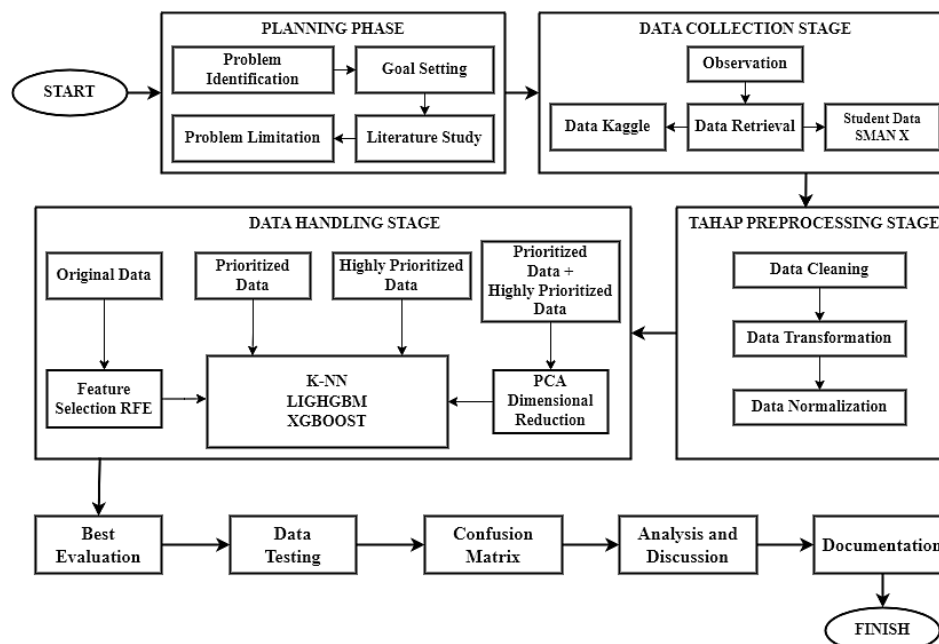 PLANNING PHASE
Problem
Identification
Goal Setting
Problem Limitation
Literature Study
START
DATA COLLECTION STAGE
Observation
Data Kaggle
Data Retrieval
Student Data
SMAN X
DATA HANDLING STAGE
Original Data
Prioritized
Data
Highly Prioritized
Data
Prioritized
Data +
Highly Prioritized
Data
Feature
Selection RFE
K-NN
LIGHGBM
XGBOOST
PCA
Dimensional
Reduction
TAHAP PREPROCESSING STAGE
Data Cleaning
Data Transformation
Data Normalization
Best
Evaluation
Data
Testing
Confusion
Matrix
Analysis and
Discussion
Documentation
FINISH